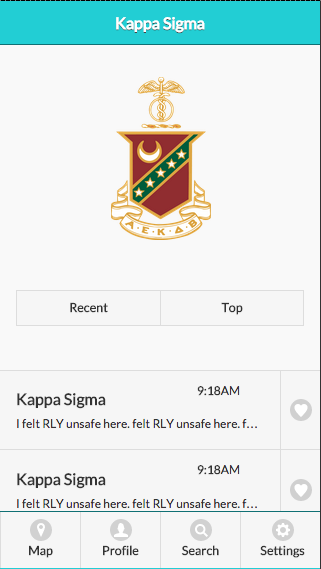 Kappa Sigma
Α·Ε·Κ·Δ·Β
Recent Top
Kappa Sigma 9:18AM
I felt RLY unsafe here. felt RLY unsafe here. f...
Kappa Sigma 9:18AM
I felt RLY unsafe here. felt RLY unsafe here. f...
Map Profile Search Settings